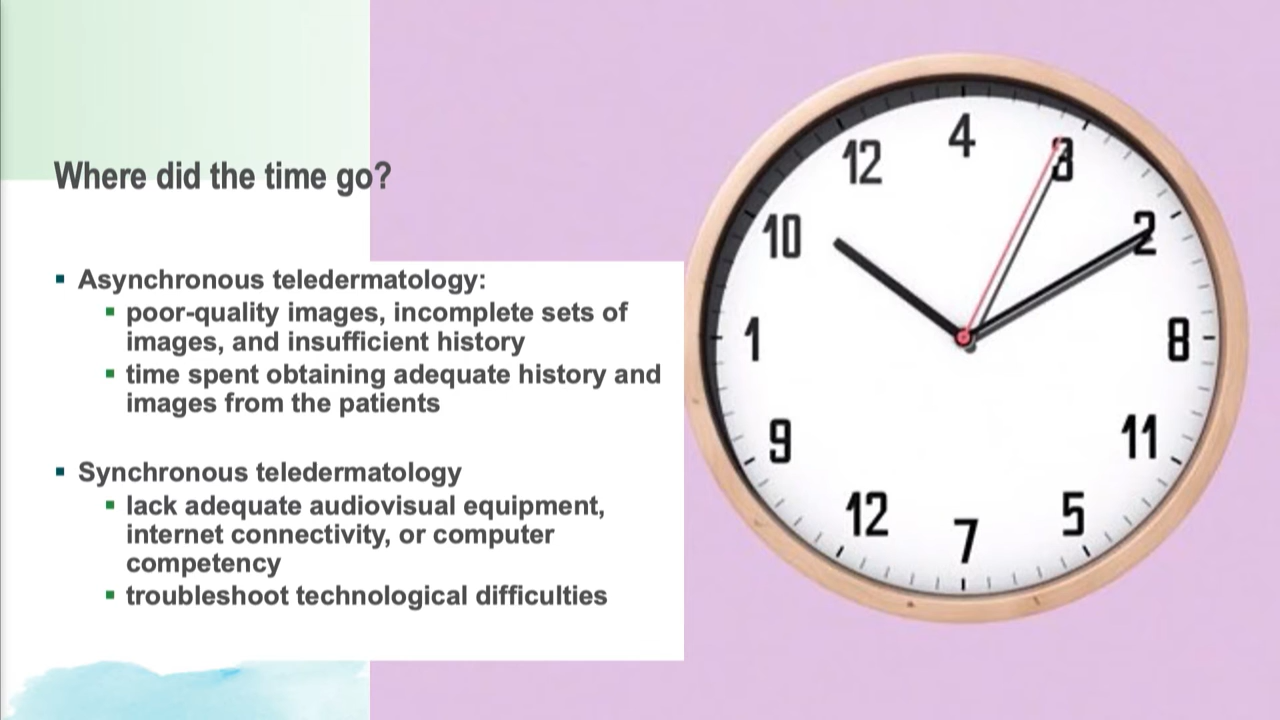 Where did the time go?
▪ Asynchronous teledermatology:
▪ poor-quality images, incomplete sets of
images, and insufficient history
▪ time spent obtaining adequate history and
images from the patients
▪ Synchronous teledermatology
▪ lack adequate audiovisual equipment,
internet connectivity, or computer
competency
▪ troubleshoot technological difficulties
4
3
2
8
11
5
7
12
9
1
10
12